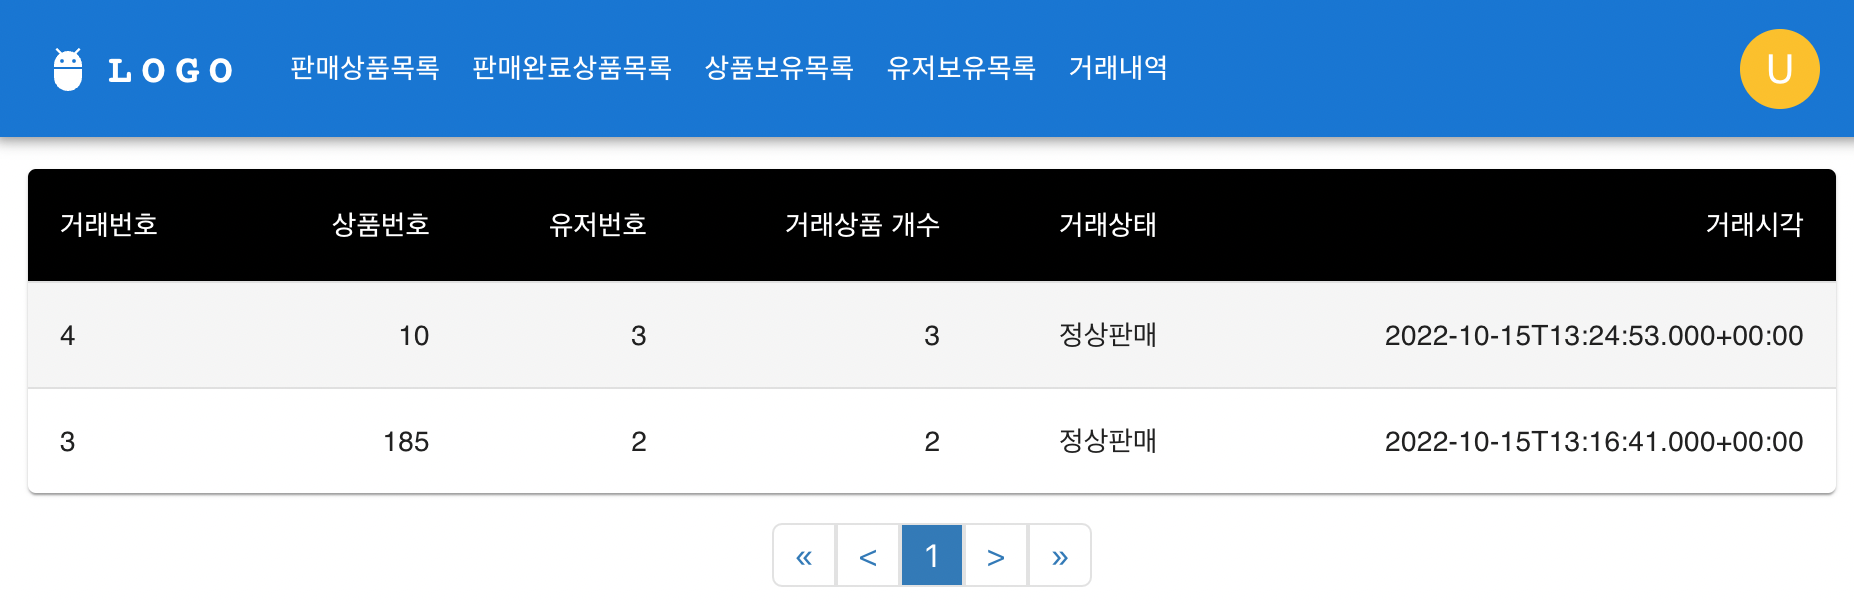 LOGO 판매상품목록 판매완료상품목록 상품보유목록 유저보유목록 거래내역 U
거래번호 상품번호 유저번호 거래상품 개수 거래상태 거래시각
4 10 3 3 정상판매 2022-10-15T13:24:53.000+00:00
3 185 2 2 정상판매 2022-10-15T13:16:41.000+00:00
« < 1 > »